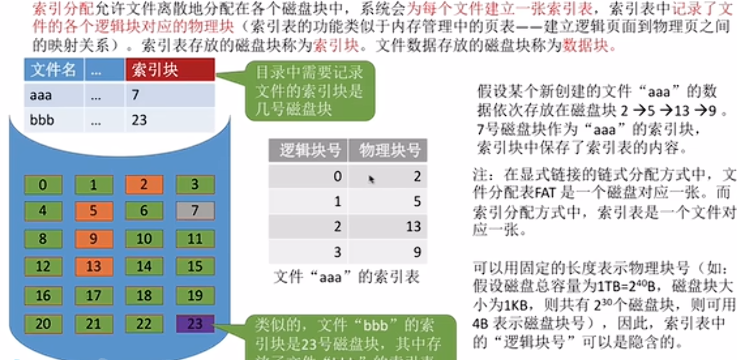 索引分配允许文件离散地分配在各个磁盘块中，系统会为每个文件建立一张索引表，索引表中记录了文
件的各个逻辑块对应的物理块（索引表的功能类似于内存管理中的页表——建立逻辑页面到物理页之间
的映射关系）。索引表存放的磁盘块称为索引块。文件数据存放的磁盘块称为数据块。
文件名 ... 索引块
aaa ... 7
bbb ... 23
目录中需要记录
文件的索引块是
几号磁盘块
假设某个新创建的文件“aaa”的数
据依次存放在磁盘块 2→5→13→9 。
7号磁盘块作为“aaa”的索引块，
索引块中保存了索引表的内容。
0 1 2 3
4 5 6 7
8 9 10 11
12 13 14 15
16 17 18 19
20 21 22 23
逻辑块号 物理块号
0 2
1 5
2 13
3 9
文件“aaa”的索引表
注：在显式链接的链式分配方式中，文
件分配表FAT 是一个磁盘对应一张。而
索引分配方式中，索引表是一个文件对
应一张。
可以用固定的长度表示物理块号（如：
假设磁盘总容量为1TB=2⁴⁰B，磁盘块大
小为1KB，则共有 2³⁰个磁盘块，则可用
4B 表示磁盘块号），因此，索引表中
的“逻辑块号”可以是隐含的。
类似的，文件“bbb”的索
引块是23号磁盘块，其中存